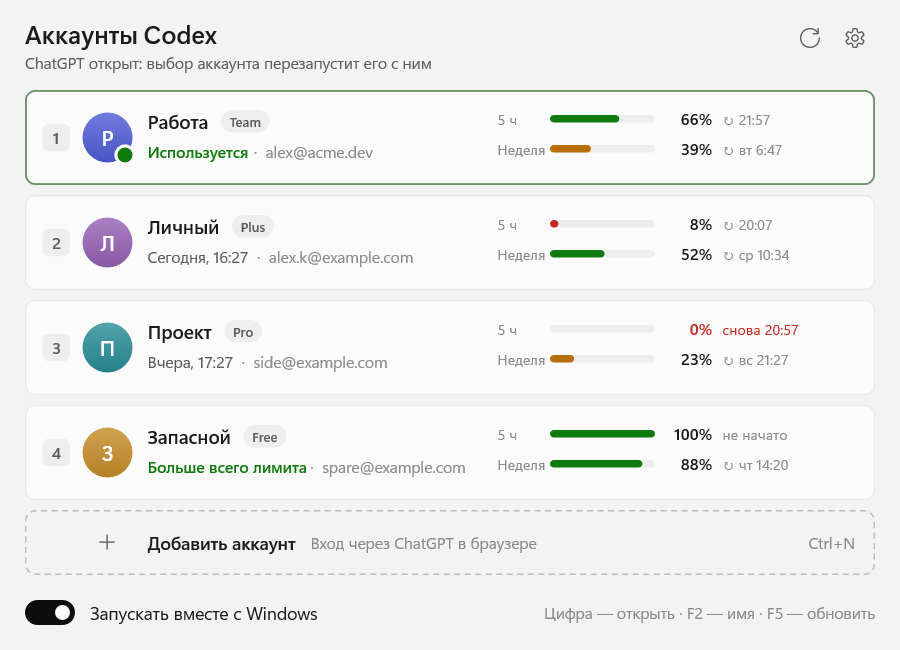 Аккаунты Codex
ChatGPT открыт: выбор аккаунта перезапустит его с ним
1 Р Работа Team 5 ч 66% ↻ 21:57
Используется · alex@acme.dev Неделя 39% ↻ вт 6:47
2 Л Личный Plus 5 ч 8% ↻ 20:07
Сегодня, 16:27 · alex.k@example.com Неделя 52% ↻ ср 10:34
3 П Проект Pro 5 ч 0% снова 20:57
Вчера, 17:27 · side@example.com Неделя 23% ↻ вс 21:27
4 З Запасной Free 5 ч 100% не начато
Больше всего лимита · spare@example.com Неделя 88% ↻ чт 14:20
+ Добавить аккаунт Вход через ChatGPT в браузере Ctrl+N
Запускать вместе с Windows Цифра — открыть · F2 — имя · F5 — обновить